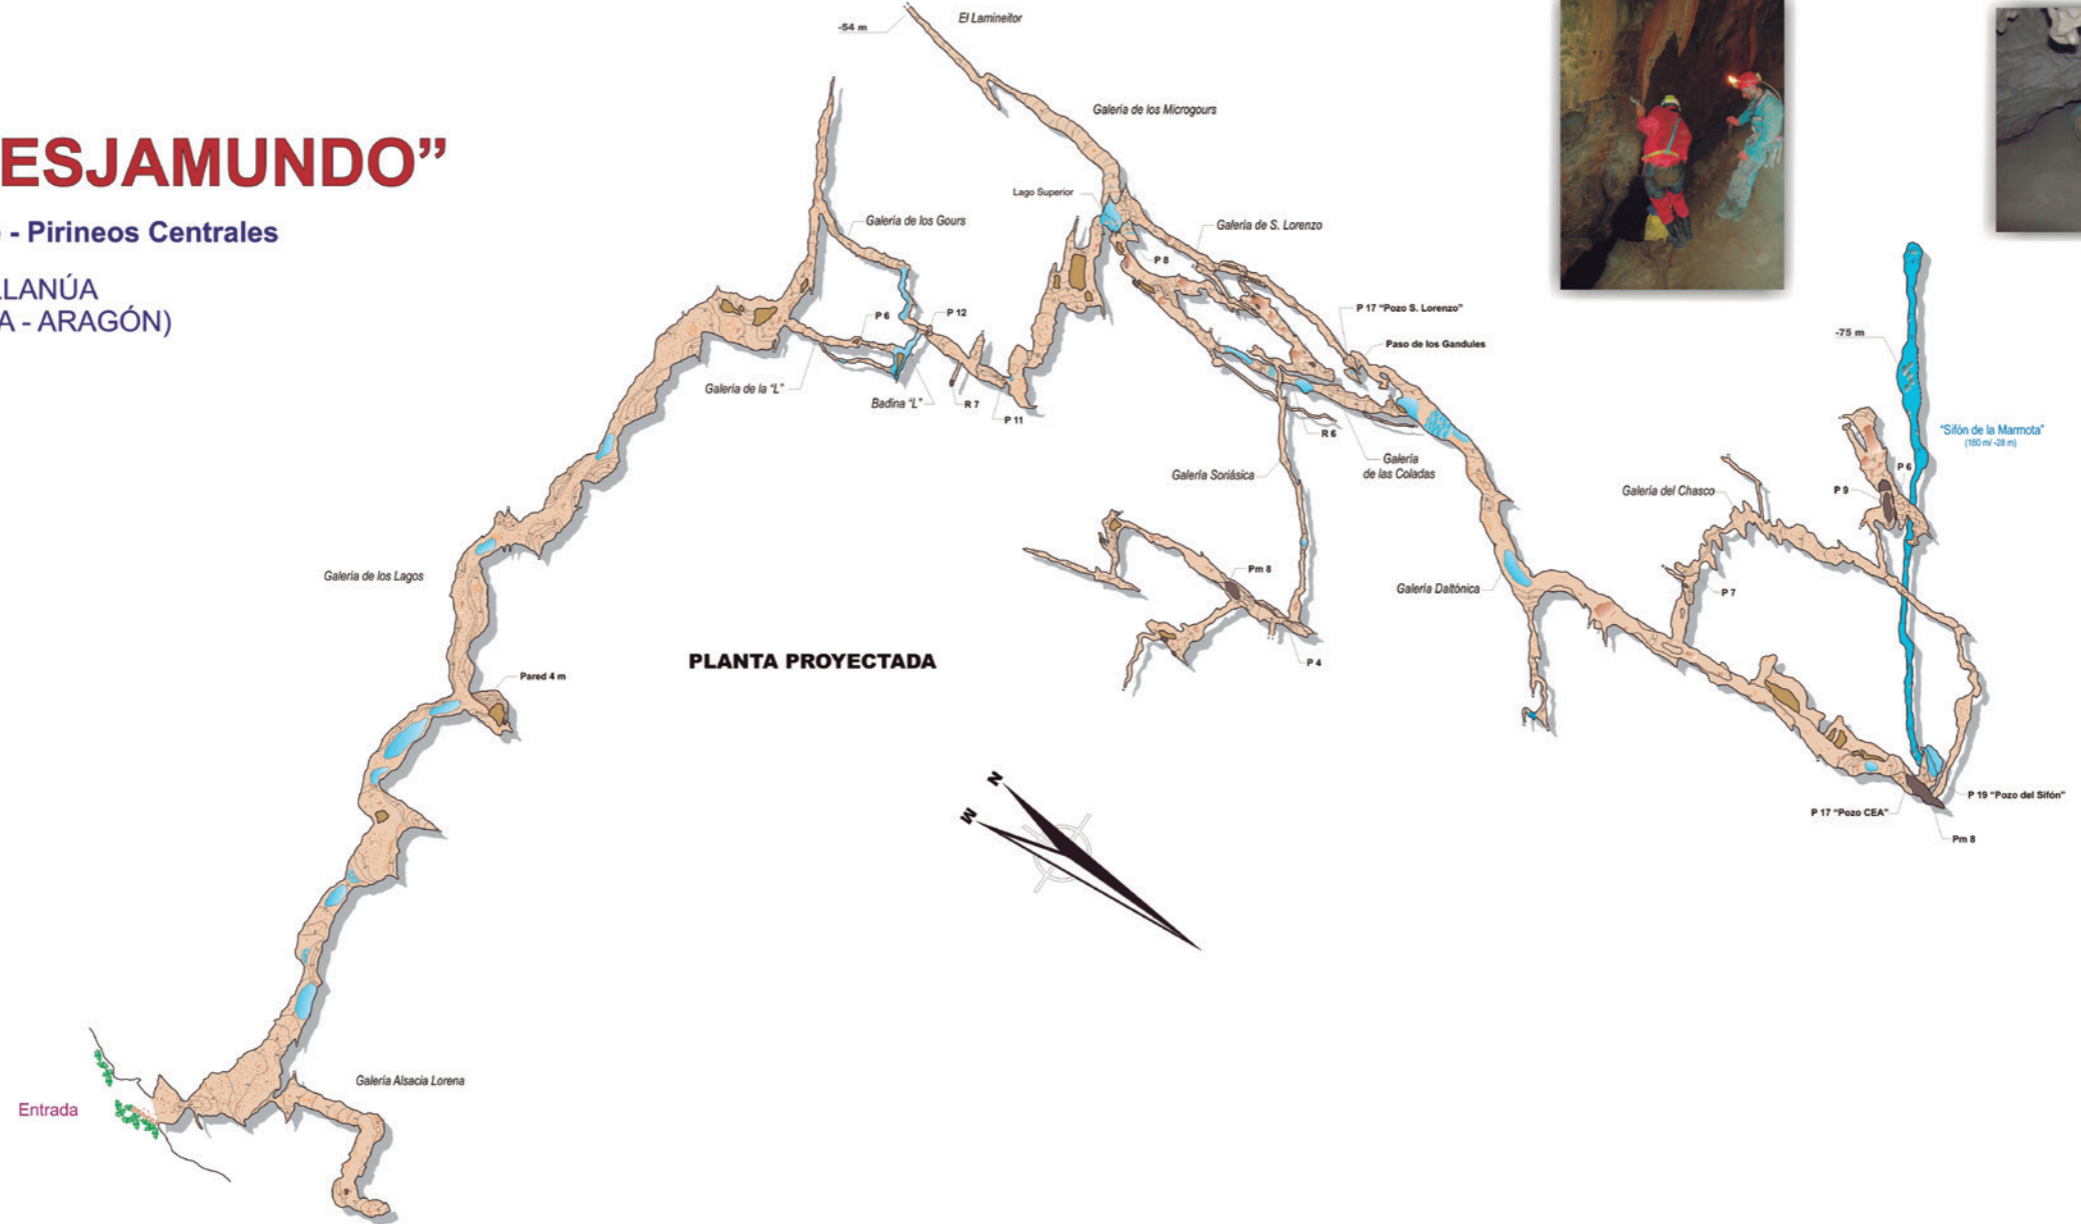 ESJAMUNDO”
- Pirineos Centrales
LLANÚA
A - ARAGÓN)
-54 m
El Lamineitor
Galería de los Microgours
Lago Superior
Galería de los Gours
Galería de S. Lorenzo
P 8
P 6
P 12
P 17 “Pozo S. Lorenzo”
Paso de los Gandules
-75 m
Galería de la “L”
Badina “L”
R 7
P 11
R 6
Galería
de las Coladas
“Sifón de la Marmota”
(160 m/ -28 m)
P 6
P 9
Galería Soriásica
Galería del Chasco
Galería de los Lagos
Pm 8
Galería Daltónica
P 7
PLANTA PROYECTADA
P 4
Pared 4 m
N
M
P 19 “Pozo del Sifón”
P 17 “Pozo CEA”
Pm 8
Galería Alsacia Lorena
Entrada